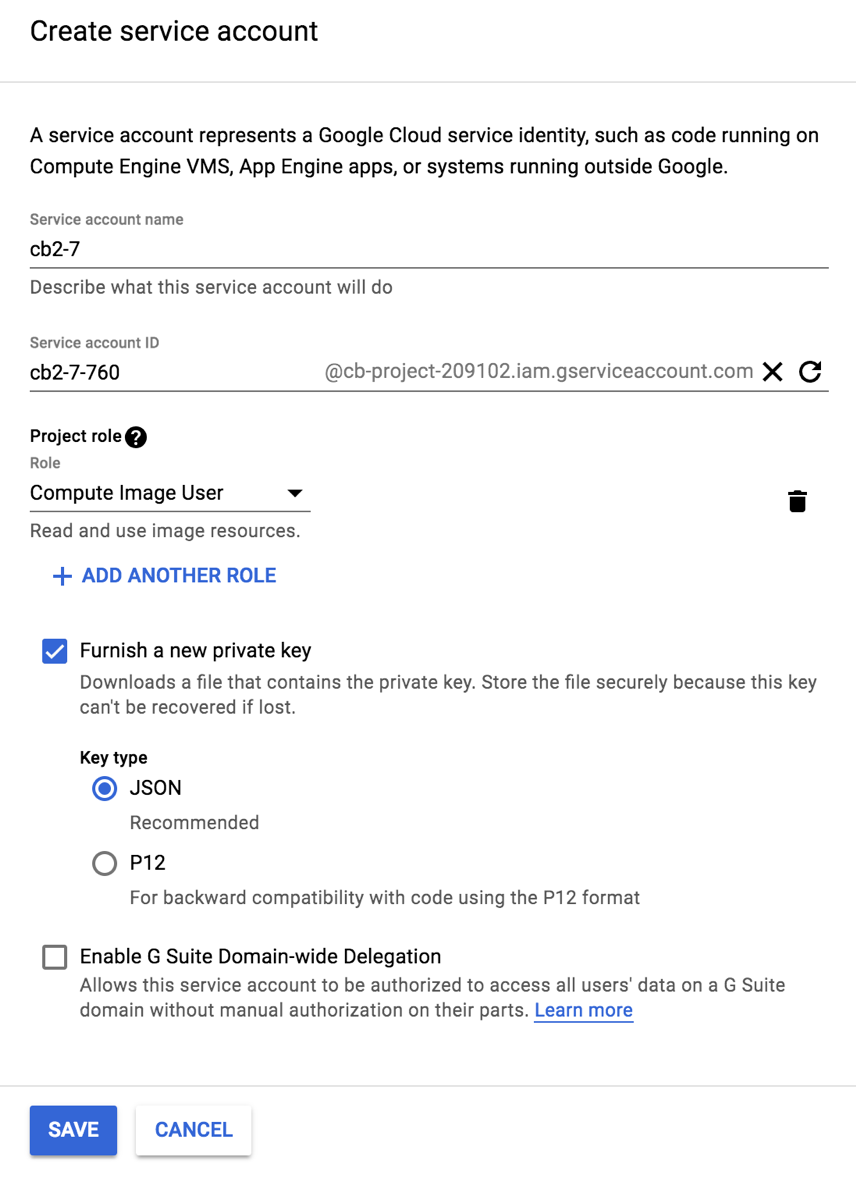 Create service account
A service account represents a Google Cloud service identity, such as code running on
Compute Engine VMS, App Engine apps, or systems running outside Google.
Service account name
cb2-7
Describe what this service account will do
Service account ID
cb2-7-760 @cb-project-209102.iam.gserviceaccount.com
Project role ?
Role
Compute Image User
Read and use image resources.
+ ADD ANOTHER ROLE
Furnish a new private key
Downloads a file that contains the private key. Store the file securely because this key
can't be recovered if lost.
Key type
JSON
Recommended
P12
For backward compatibility with code using the P12 format
Enable G Suite Domain-wide Delegation
Allows this service account to be authorized to access all users' data on a G Suite
domain without manual authorization on their parts. Learn more
SAVE CANCEL